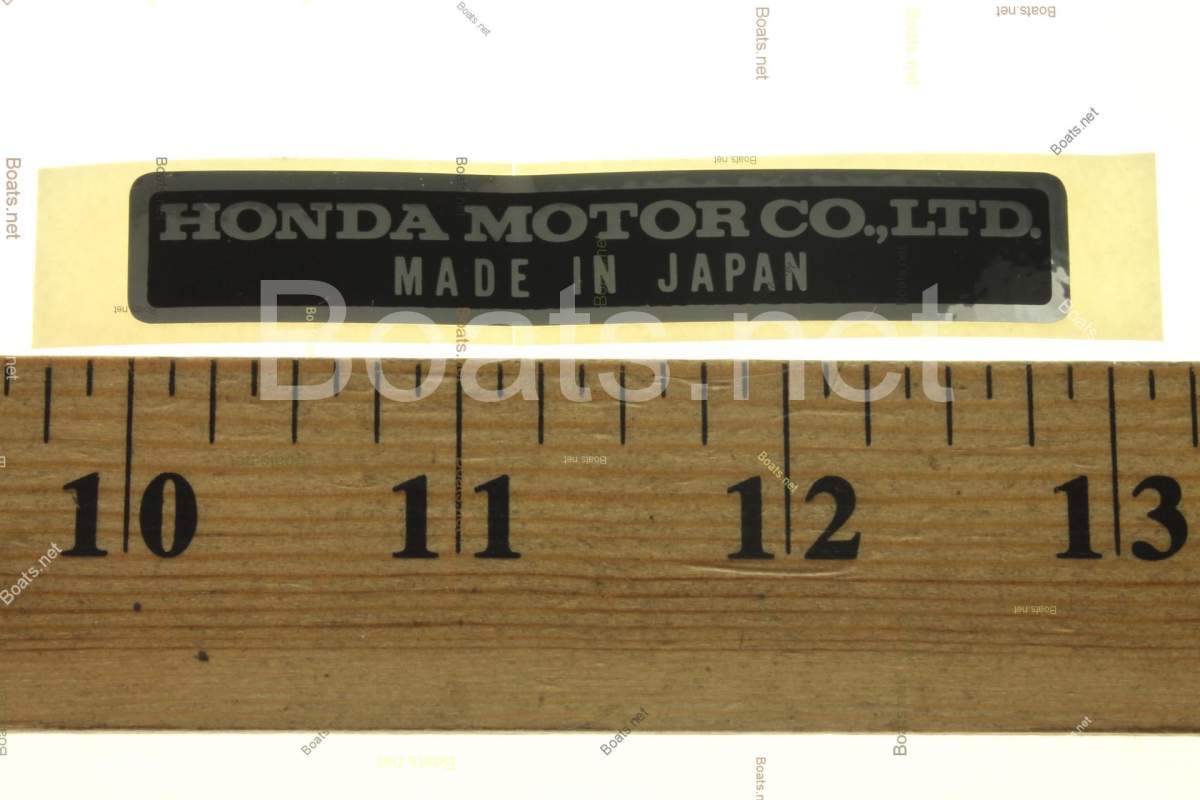 HONDA MOTOR CO.,LTD.
MADE IN JAPAN
Boats.net
10 11 12 13